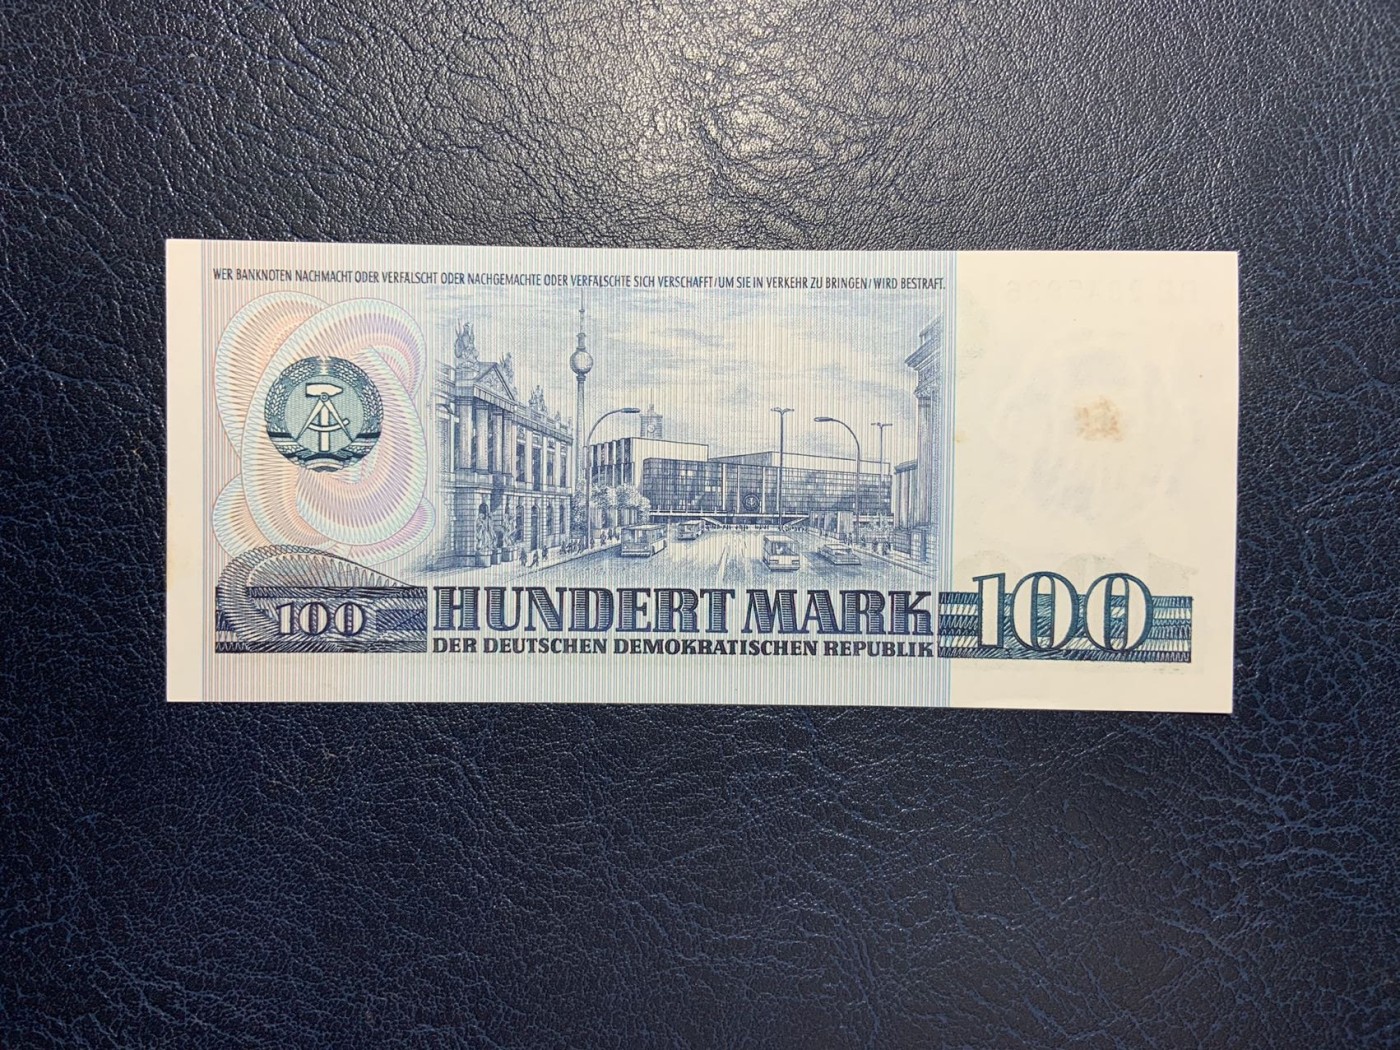 WER BANKNOTEN NACHMACHT ODER VERFÄLSCHT ODER NACHGEMACHTE ODER VERFÄLSCHTE SICH VERSCHAFFT/UM SIE IN VERKEHR ZU BRINGEN/WIRD BESTRAFT.
100 HUNDERT MARK 100
DER DEUTSCHEN DEMOKRATISCHEN REPUBLIK